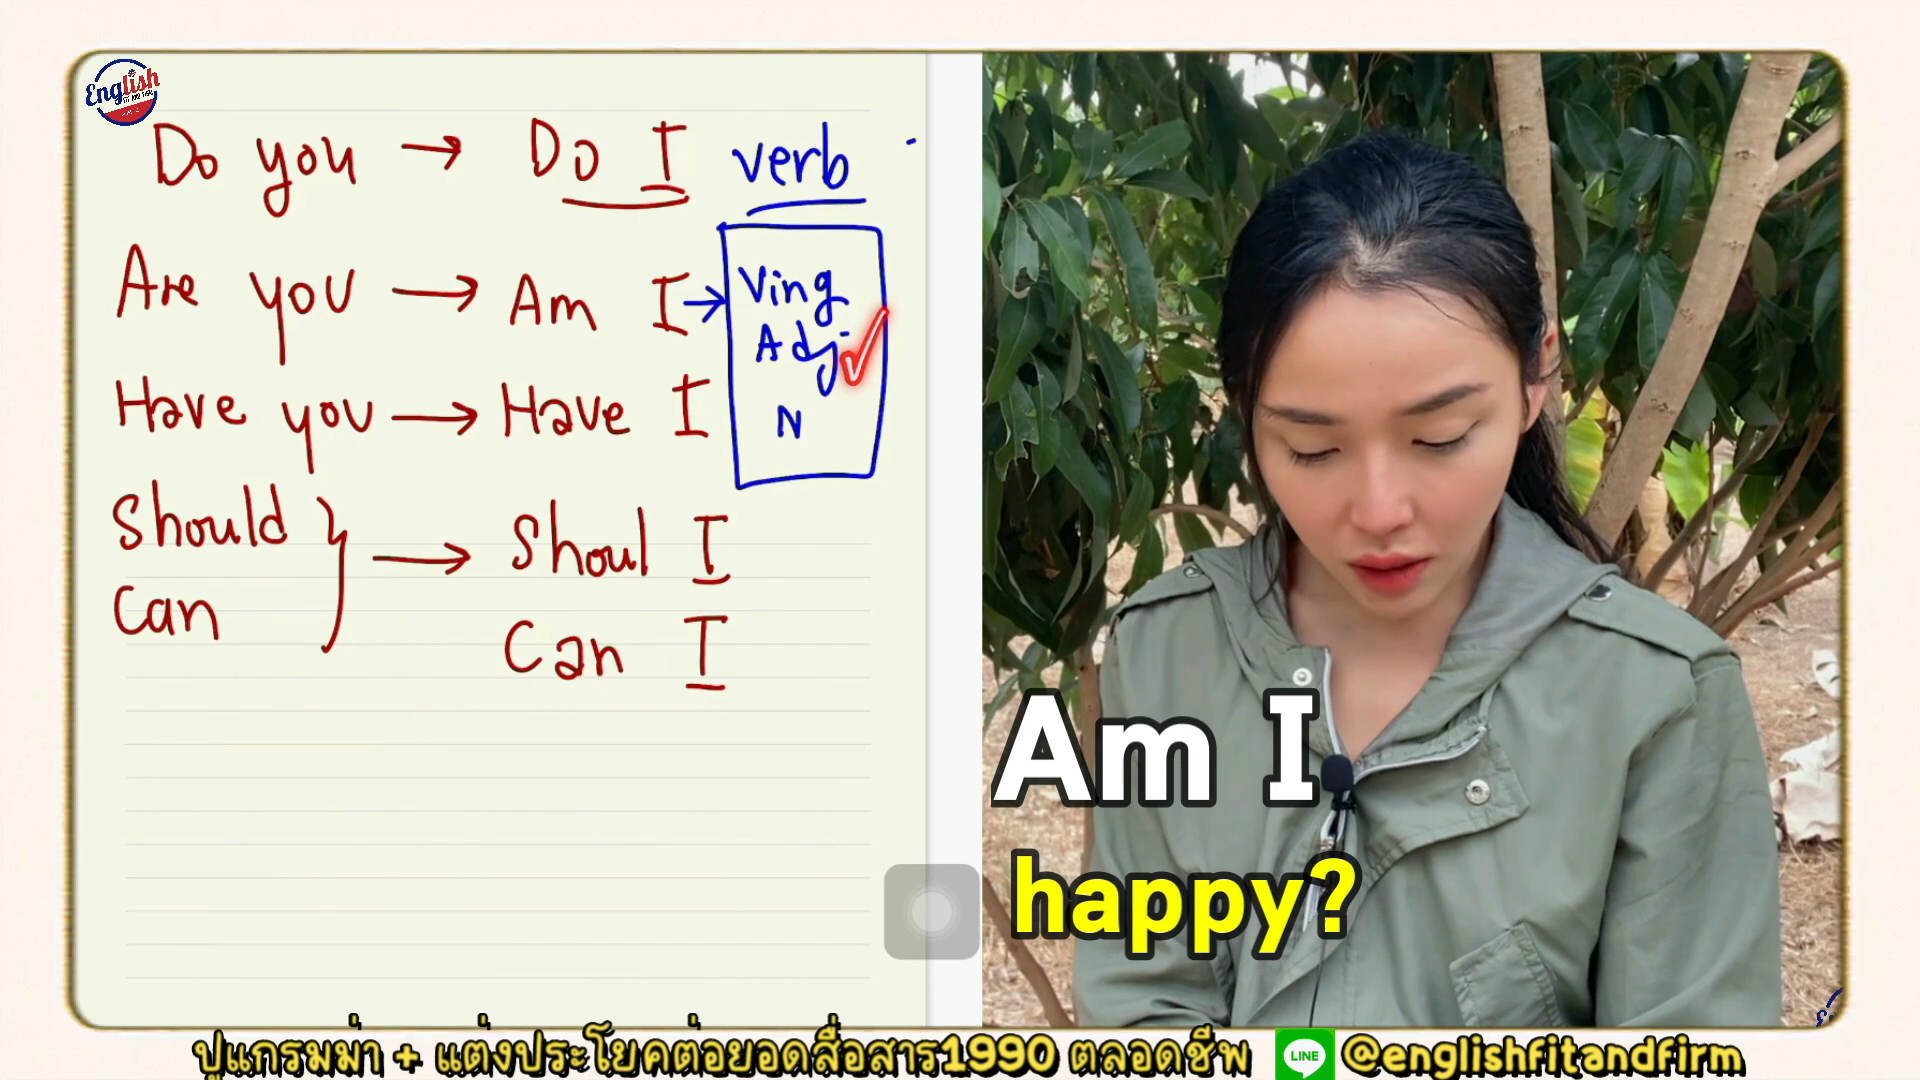 English
FIT AND FIRM
Do you → Do I verb
Are you → Am I → Ving
Adj ✓
Have you → Have I
N
Should } → Shoul I
Can
Can I
Am I
happy?
ปูแกรมม่า + แต่งประโยคต่อยอดสื่อสาร1990 ตลอดชีพ LINE @englishfitandfirm